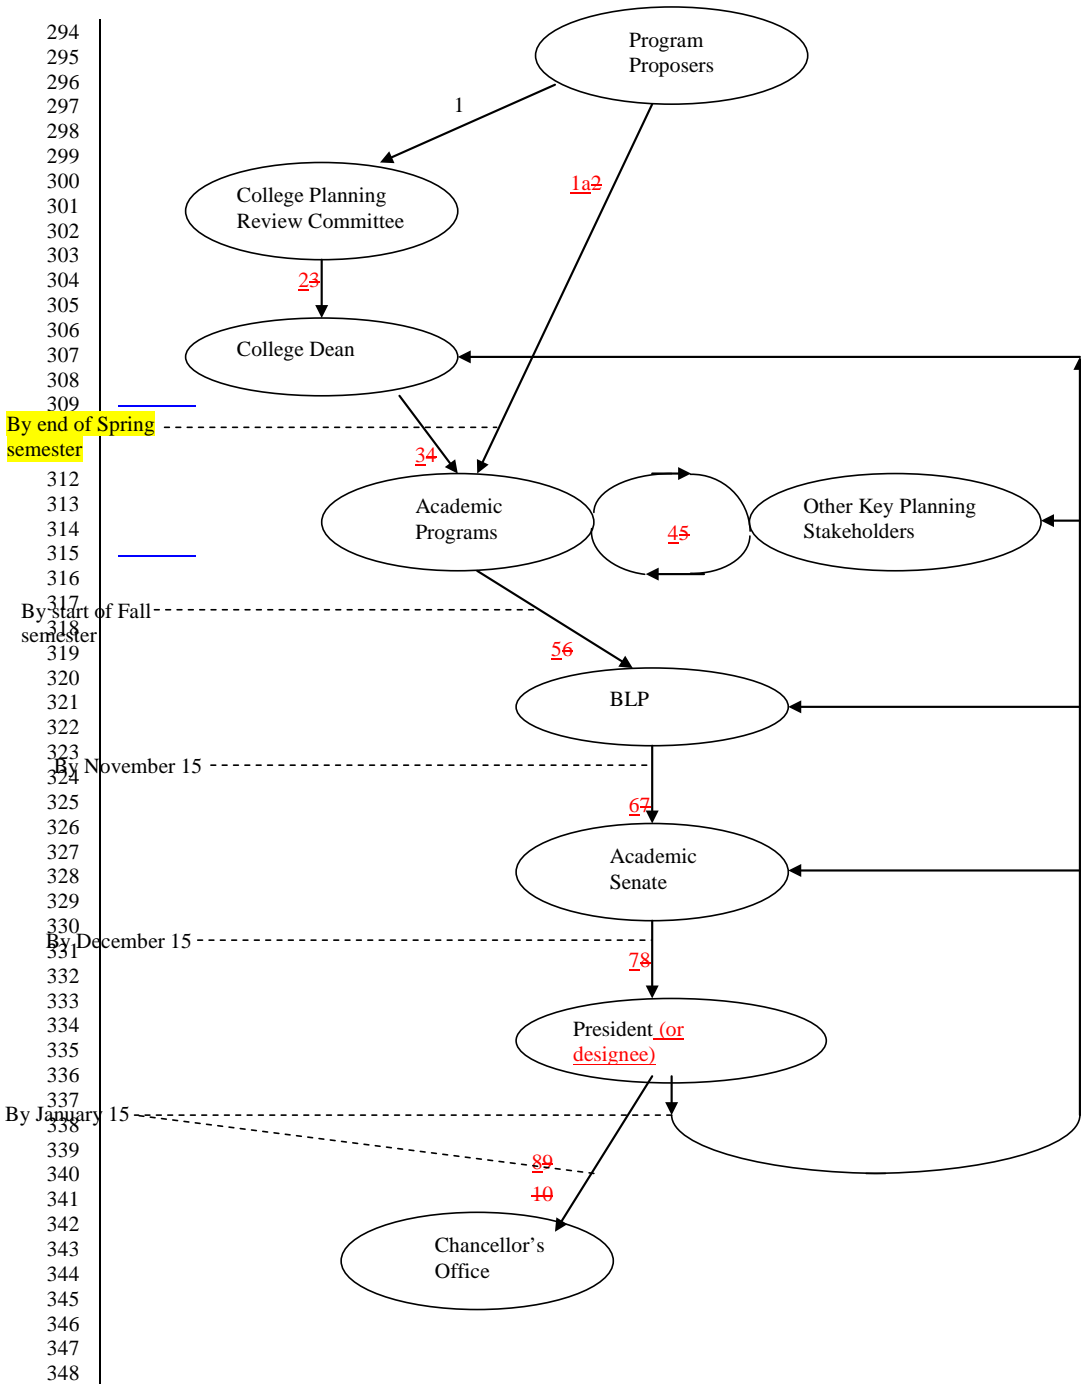 294
Program
295
Proposers
296
297
1
298
299
300
1a2
College Planning
301
Review Committee
302
303
304
23
305
306
College Dean
307
308
309
By end of Spring
semester
34
312
Academic
Other Key Planning
313
Programs
Stakeholders
314
45
315
316
317
By start of Fall
318
semester
319
56
320
BLP
321
322
323
By November 15
324
325
67
326
Academic
327
Senate
328
329
330
By December 15
331
78
332
333
President (or
334
designee)
335
336
337
By January 15
338
339
89
340
10
341
342
Chancellor’s
343
Office
344
345
346
347
348